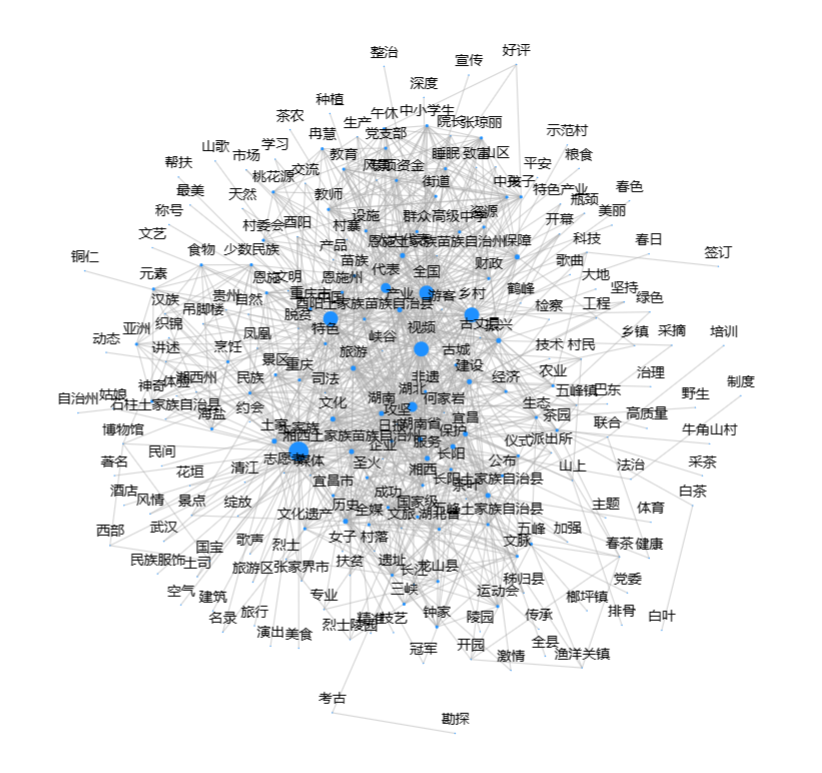 好评
整治
宣传
深度
种植
午休
中小学生
茶农
生产
院长
张琼丽
冉慧
党支部
示范村
山歌
市场
学习
教育
专项资金
睡眠
致富
山区
粮食
帮扶
桃花源
交流
街道
平安
孩子
特色产业
瓶颈
春色
最美
天然
教师
称号
村委会
酉阳
村寨
设施
群众
高级中学
资源
开幕
美丽
文艺
产品
恩施土家族苗族自治州
保障
科技
春日
签订
铜仁
食物
少数民族
苗族
歌曲
元素
恩施
文明
恩施州
代表
全国
财政
大地
汉族
贵州
自然
重庆市
产业
游客
乡村
鹤峰
坚持
绿色
吊脚楼
酉阳土家族苗族自治县
检察
工程
动态
亚洲
织锦
凤凰
脱贫
特色
峡谷
视频
古丈县
振兴
乡镇
采摘
培训
讲述
烹饪
旅游
古城
技术
村民
景区
重庆
建设
神奇
体验
湘西州
民族
司法
非遗
经济
农业
治理
自治州
姑娘
湖北
五峰镇
巴东
野生
制度
石柱土家族自治县
海盐
约会
文化
湖南
何家岩
生态
攻坚
宜昌
茶园
联合
高质量
博物馆
土家
土家族
日报
湖南省
保护
牛角山村
湘西土家族苗族自治州
企业
服务
仪式
派出所
民间
志愿
媒体
长阳
著名
花垣
清江
圣火
湘西
公布
山上
法治
采茶
宜昌市
长阳土家族自治县
酒店
风情
景点
绽放
成功
茶叶
白茶
历史
国家级
主题
体育
文化遗产
全媒
文旅
湖北省
五峰土家族自治县
西部
武汉
五峰
加强
国宝
歌声
烈士
女子
村落
文脉
春茶
健康
民族服饰
土司
旅游区
张家界市
扶贫
遗址
长江
龙山县
秭归县
党委
空气
建筑
专业
三峡
运动会
榔坪镇
名录
旅行
烈士陵园
精准
技艺
钟家
陵园
传承
排骨
白叶
演出
美食
冠军
开园
全县
激情
渔洋关镇
考古
勘探